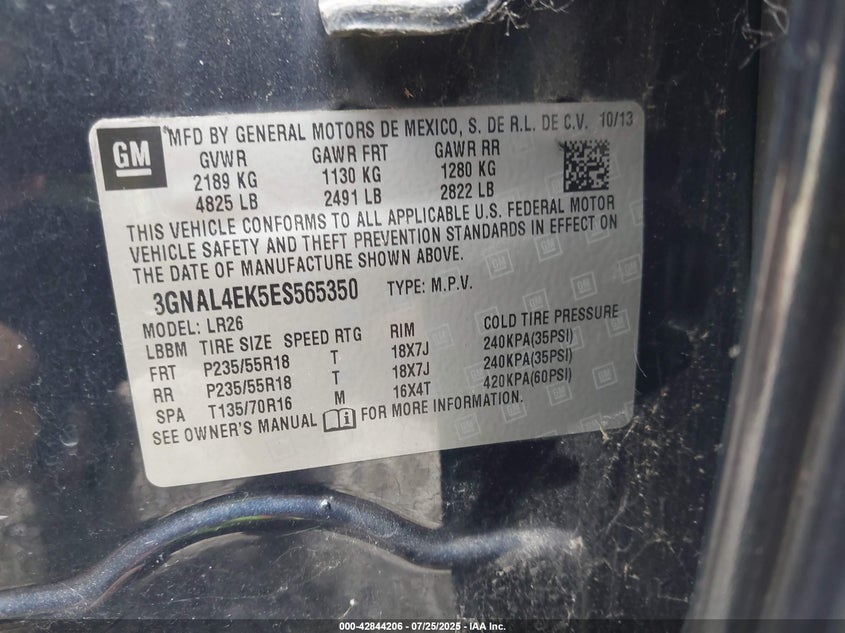 GM
MFD BY GENERAL MOTORS DE MEXICO, S. DE R.L. DE C.V. 10/13
GVWR GAWR FRT GAWR RR
2189 KG 1130 KG 1280 KG
4825 LB 2491 LB 2822 LB
THIS VEHICLE CONFORMS TO ALL APPLICABLE U.S. FEDERAL MOTOR
VEHICLE SAFETY AND THEFT PREVENTION STANDARDS IN EFFECT ON
THE DATE OF MANUFACTURE SHOWN ABOVE.
3GNAL4EK5ES565350 TYPE: M.P.V.
MODEL: LR26
LBBM TIRE SIZE SPEED RTG RIM COLD TIRE PRESSURE
FRT P235/55R18 T 18X7J 240KPA(35PSI)
RR P235/55R18 T 18X7J 240KPA(35PSI)
SPA T135/70R16 M 16X4T 420KPA(60PSI)
SEE OWNER'S MANUAL FOR MORE INFORMATION.
000-42844206 - 07/25/2025 - IAA Inc.